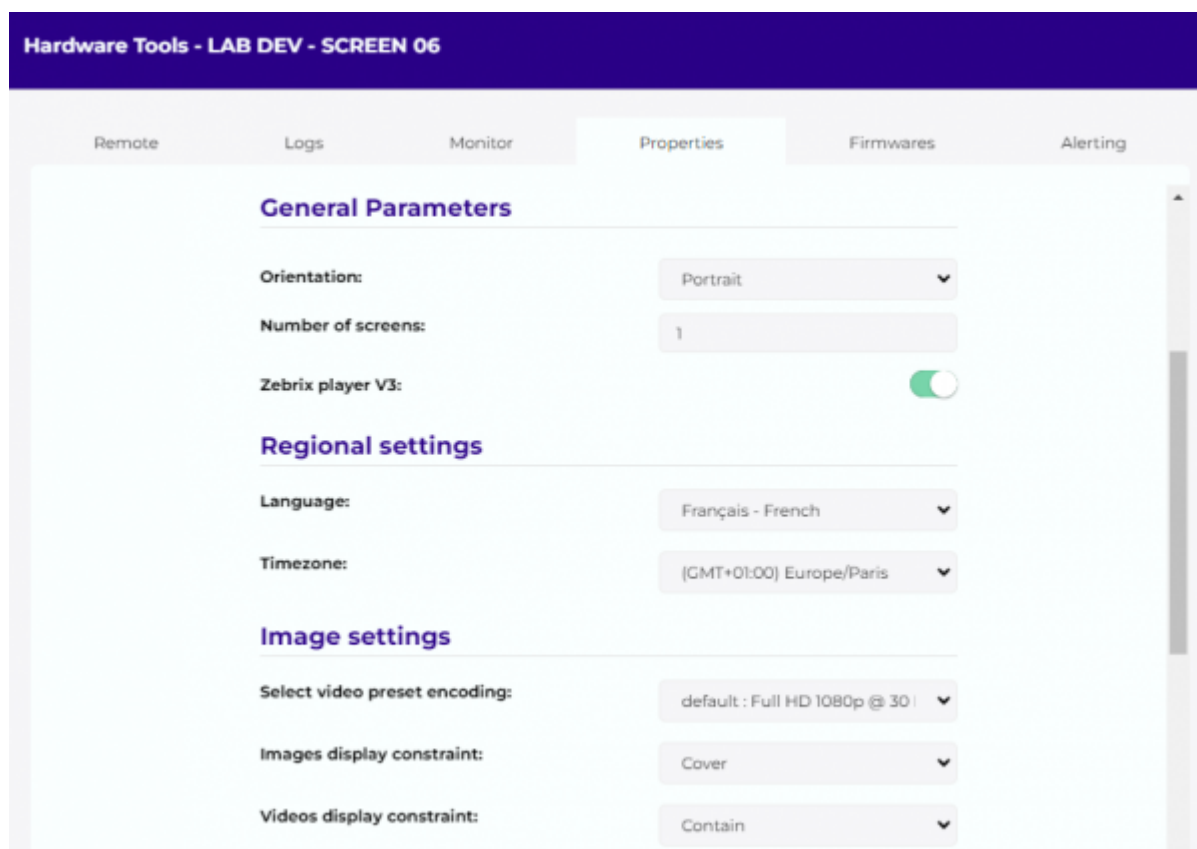 Hardware Tools - LAB DEV - SCREEN 06
Remote Logs Monitor Properties Firmwares Alerting
General Parameters
Orientation: Portrait
Number of screens: 1
Zebrix player V3:
Regional settings
Language: Français - French
Timezone: (GMT+01:00) Europe/Paris
Image settings
Select video preset encoding: default : Full HD 1080p @ 30
Images display constraint: Cover
Videos display constraint: Contain